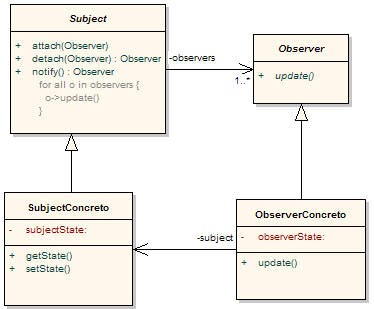 Subject
+ attach(Observer)
+ detach(Observer) : Observer
+ notify() : Observer
for all o in observers {
o->update()
}
-observers
1..*
Observer
+ update()
SubjectConcreto
- subjectState:
+ getState()
+ setState()
-subject
ObserverConcreto
- observerState:
+ update()